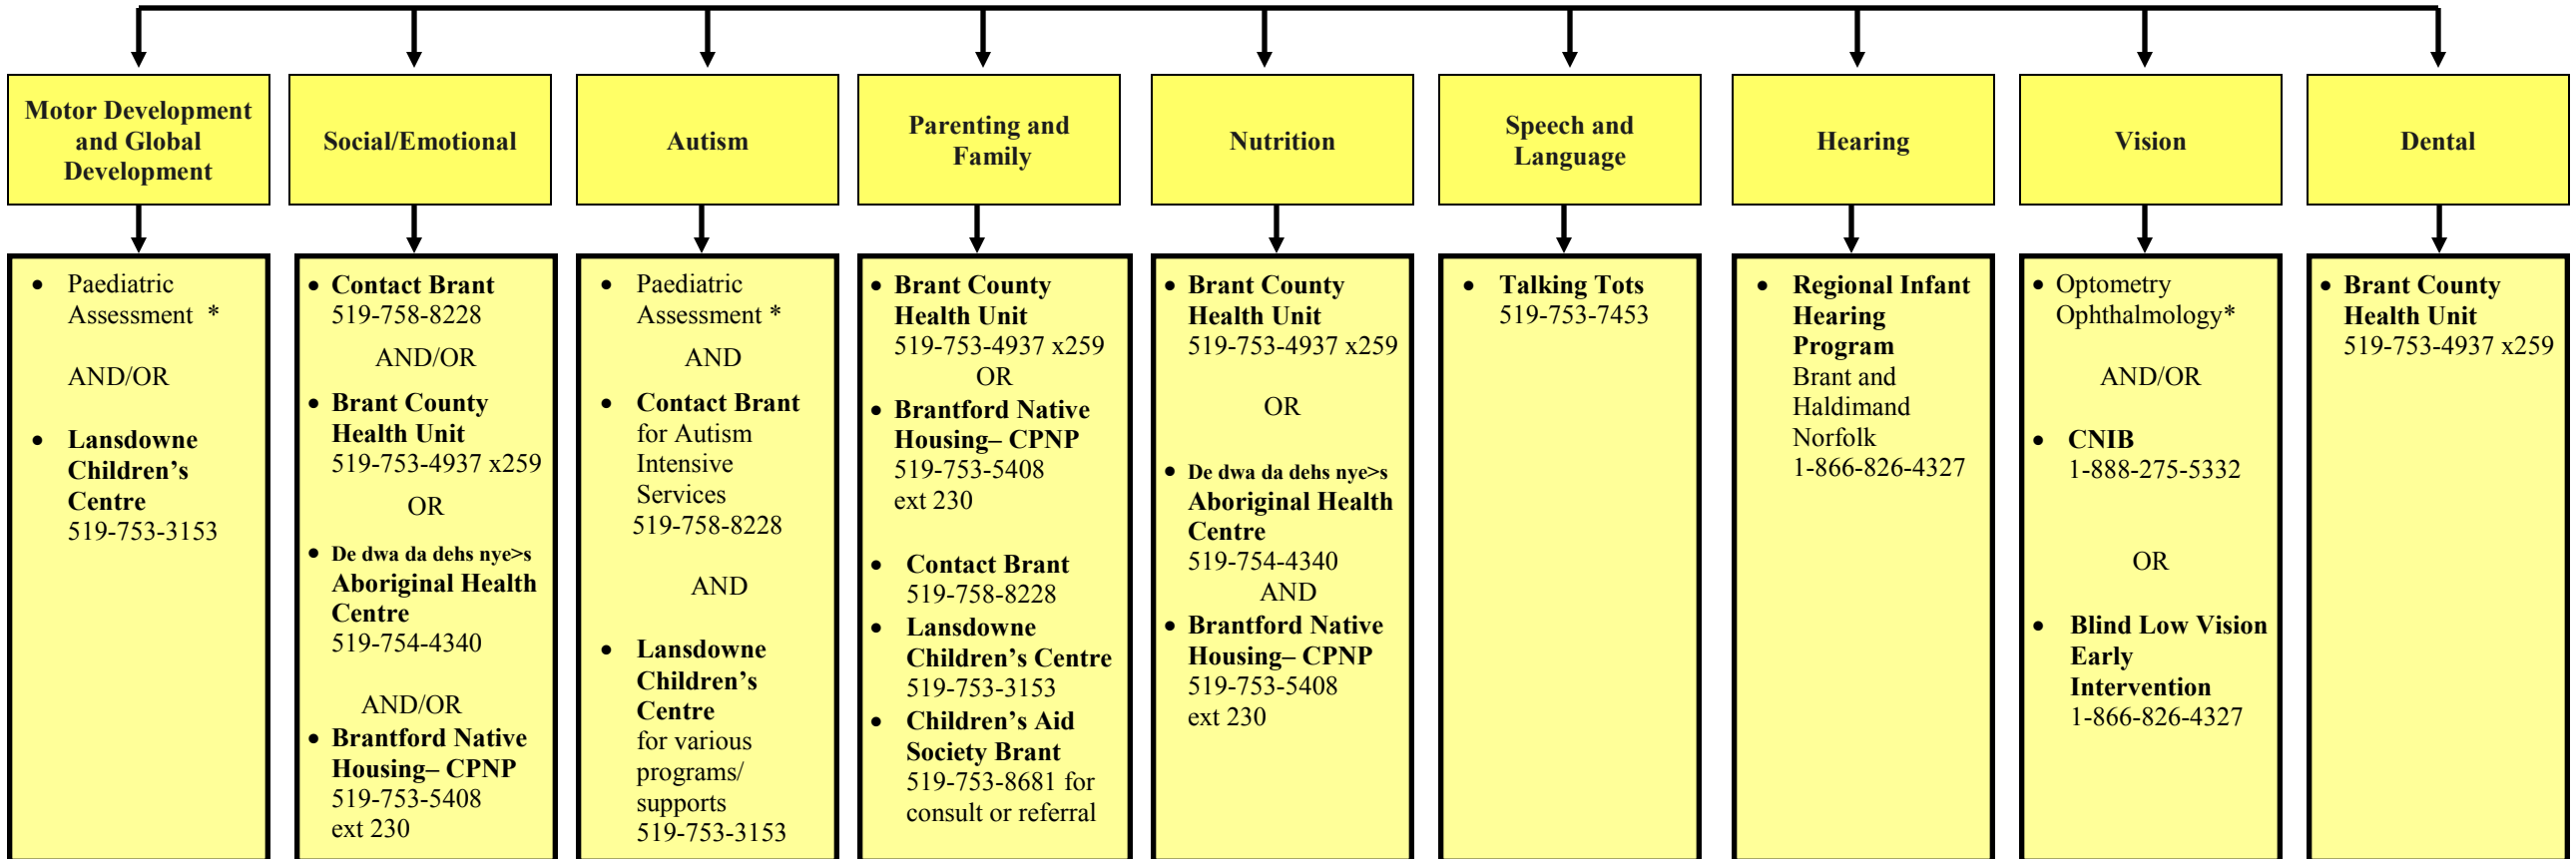 Motor Development
and Global
Development
Social/Emotional
Autism
Parenting and
Family
Nutrition
Speech and
Language
Hearing
Vision
Dental
• Paediatric
Assessment *
AND/OR
• Lansdowne
Children’s
Centre
519-753-3153
• Contact Brant
519-758-8228
AND/OR
• Brant County
Health Unit
519-753-4937 x259
OR
• De dwa da dehs nye>s
Aboriginal Health
Centre
519-754-4340
AND/OR
• Brantford Native
Housing– CPNP
519-753-5408
ext 230
• Paediatric
Assessment *
AND
• Contact Brant
for Autism
Intensive
Services
519-758-8228
AND
• Lansdowne
Children’s
Centre
for various
programs/
supports
519-753-3153
• Brant County
Health Unit
519-753-4937 x259
OR
• Brantford Native
Housing– CPNP
519-753-5408
ext 230
• Contact Brant
519-758-8228
• Lansdowne
Children’s Centre
519-753-3153
• Children’s Aid
Society Brant
519-753-8681 for
consult or referral
• Brant County
Health Unit
519-753-4937 x259
OR
• De dwa da dehs nye>s
Aboriginal Health
Centre
519-754-4340
AND
• Brantford Native
Housing– CPNP
519-753-5408
ext 230
• Talking Tots
519-753-7453
• Regional Infant
Hearing
Program
Brant and
Haldimand
Norfolk
1-866-826-4327
• Optometry
Ophthalmology*
AND/OR
• CNIB
1-888-275-5332
OR
• Blind Low Vision
Early
Intervention
1-866-826-4327
• Brant County
Health Unit
519-753-4937 x259